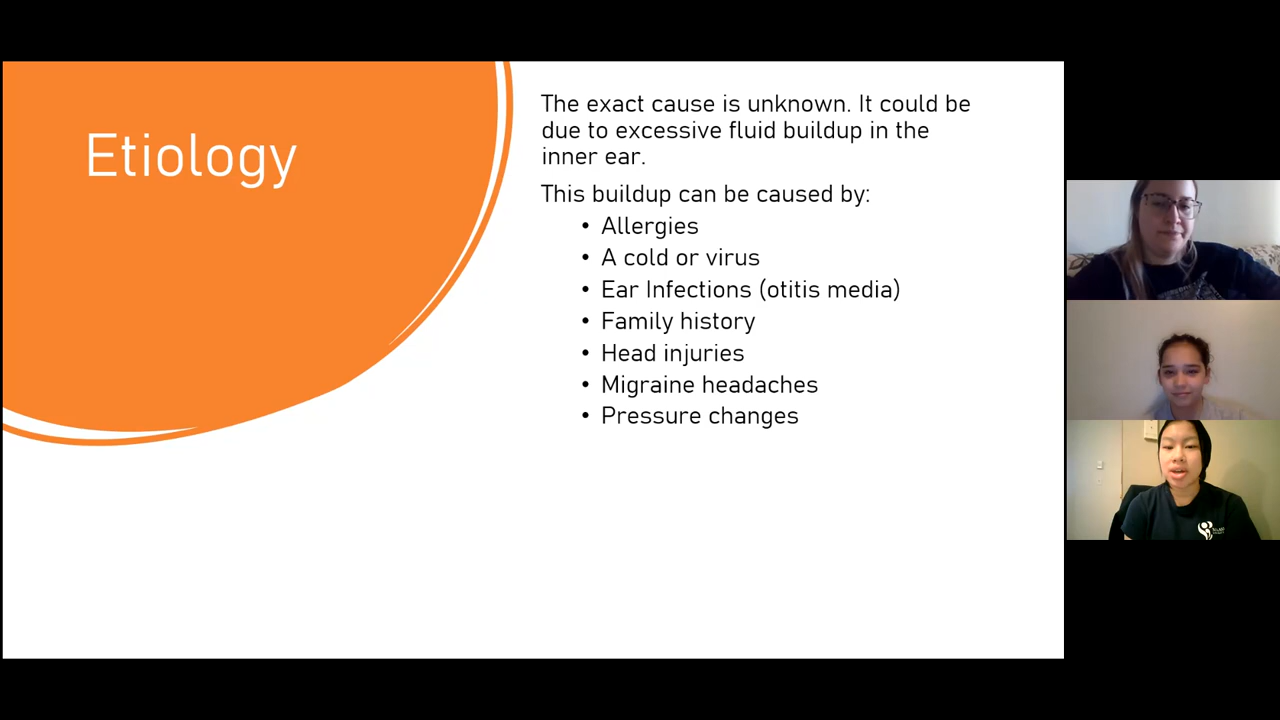 Etiology
The exact cause is unknown. It could be
due to excessive fluid buildup in the
inner ear.
This buildup can be caused by:
• Allergies
• A cold or virus
• Ear Infections (otitis media)
• Family history
• Head injuries
• Migraine headaches
• Pressure changes